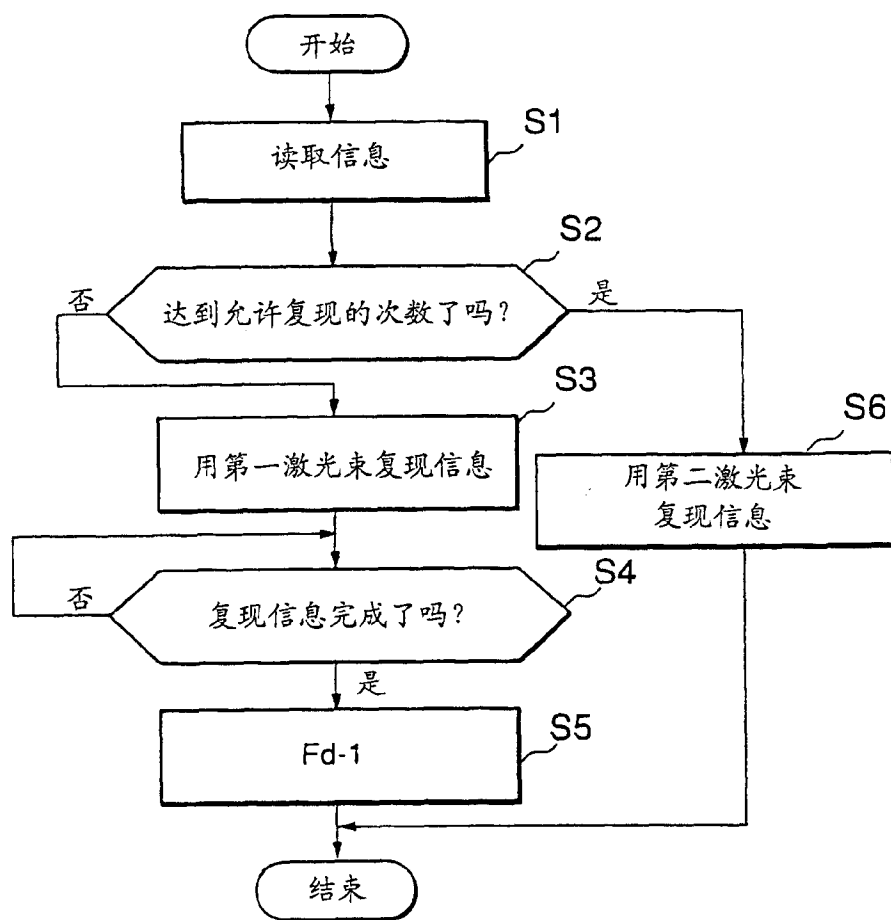 开始
S1
读取信息
S2
否
达到允许复现的次数了吗？
是
S3
用第一激光束复现信息
S6
用第二激光束
复现信息
S4
否
复现信息完成了吗？
是
S5
Fd-1
结束